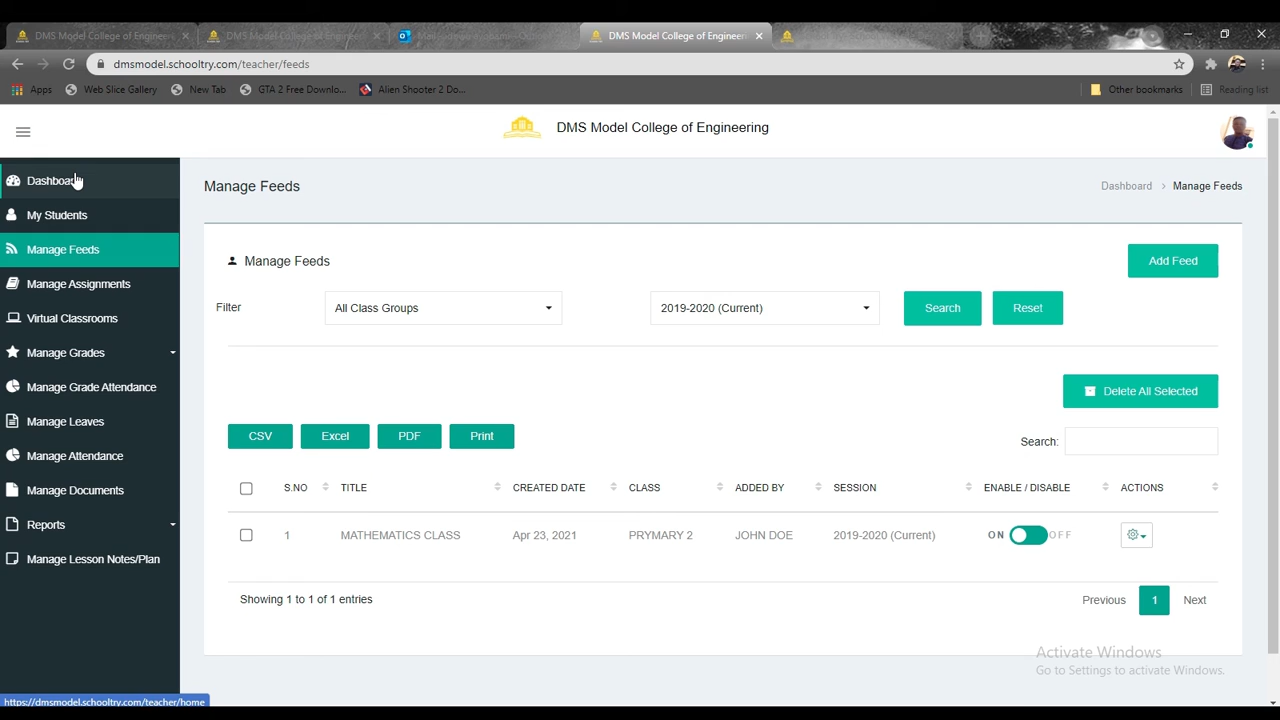 DMS Model College of Engineering
DMS Model College of Engineering
DMS Model College of Engineering
dmsmodel.schooltry.com/teacher/feeds
Apps
Web Slice Gallery
New Tab
GTA 2 Free Downlo...
Alien Shooter 2 Do...
Other bookmarks
Reading list
DMS Model College of Engineering
Dashboard
My Students
Manage Feeds
Manage Assignments
Virtual Classrooms
Manage Grades
Manage Grade Attendance
Manage Leaves
Manage Attendance
Manage Documents
Reports
Manage Lesson Notes/Plan
Manage Feeds
Dashboard > Manage Feeds
Manage Feeds
Add Feed
Filter
All Class Groups
2019-2020 (Current)
Search
Reset
Delete All Selected
CSV Excel PDF Print
Search:
S.NO TITLE CREATED DATE CLASS ADDED BY SESSION ENABLE / DISABLE ACTIONS
1 MATHEMATICS CLASS Apr 23, 2021 PRYMARY 2 JOHN DOE 2019-2020 (Current) ON OFF
Showing 1 to 1 of 1 entries
Previous 1 Next
Activate Windows
Go to Settings to activate Windows.
https://dmsmodel.schooltry.com/teacher/home